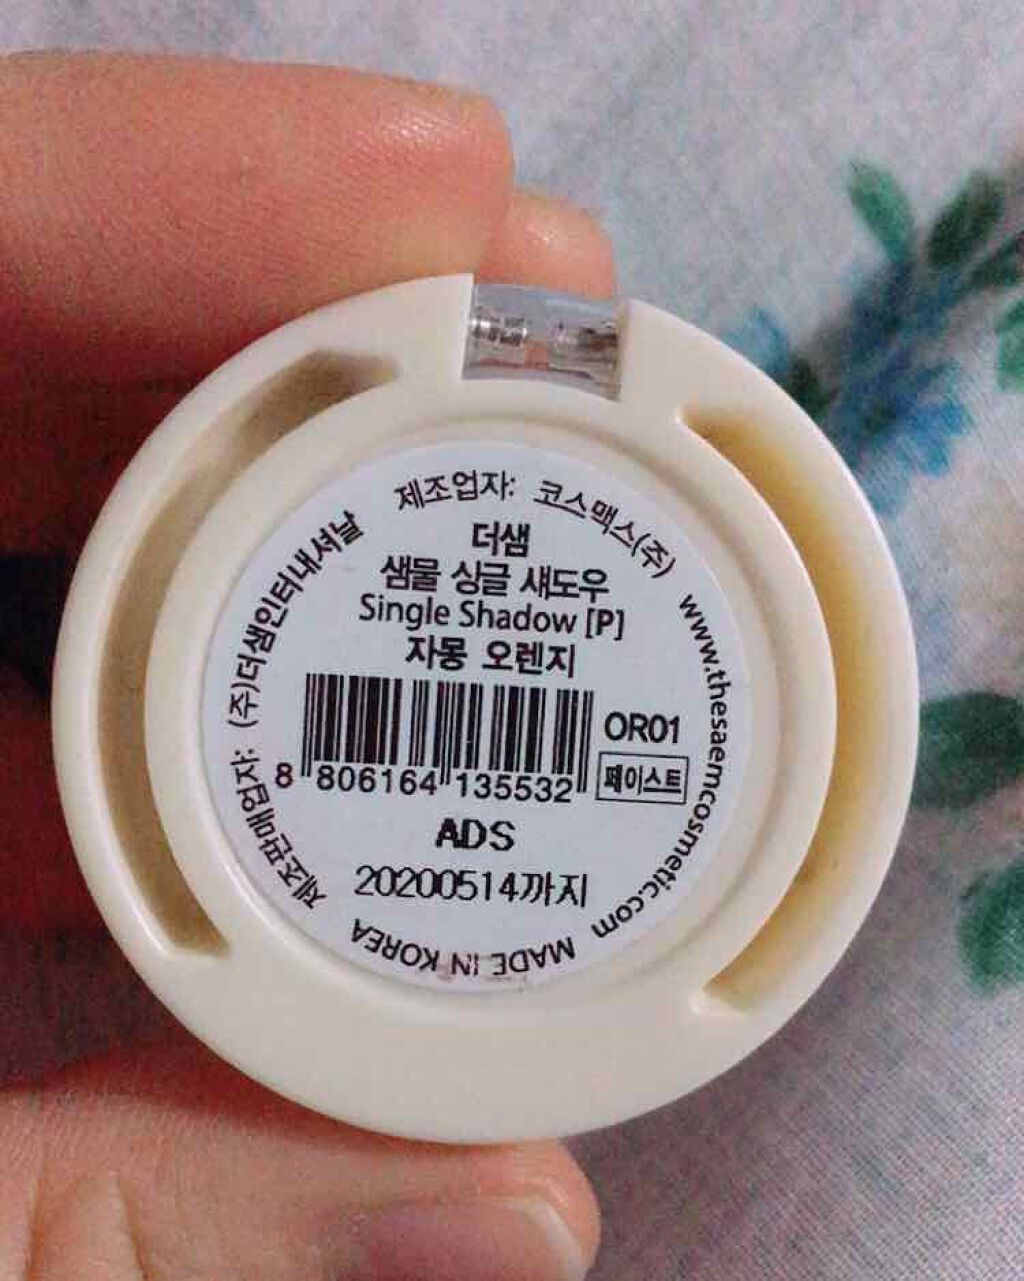 제조업자: 코스맥스(주)
더샘
샘물 싱글 섀도우
Single Shadow [P]
자몽 오렌지
OR01
페이스트
8 806164 135532
ADS
20200514까지
제조판매업자: (주)더샘인터내셔날
www.thesaemcosmetic.com
MADE IN KOREA